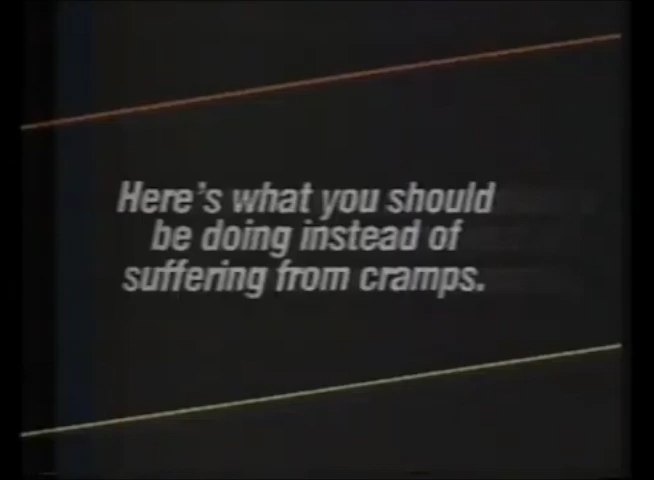 Here's what you should
be doing instead of
suffering from cramps.